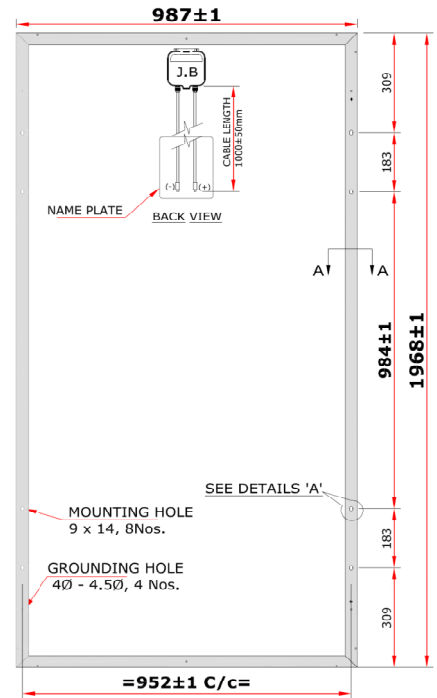 987±1
J.B
309
CABLE LENGTH
1000±50mm
183
(-) (+)
NAME PLATE
BACK VIEW
A A
984±1
1968±1
SEE DETAILS 'A'
MOUNTING HOLE
9 x 14, 8Nos.
183
GROUNDING HOLE
4Ø - 4.5Ø, 4 Nos.
309
=952±1 C/c=